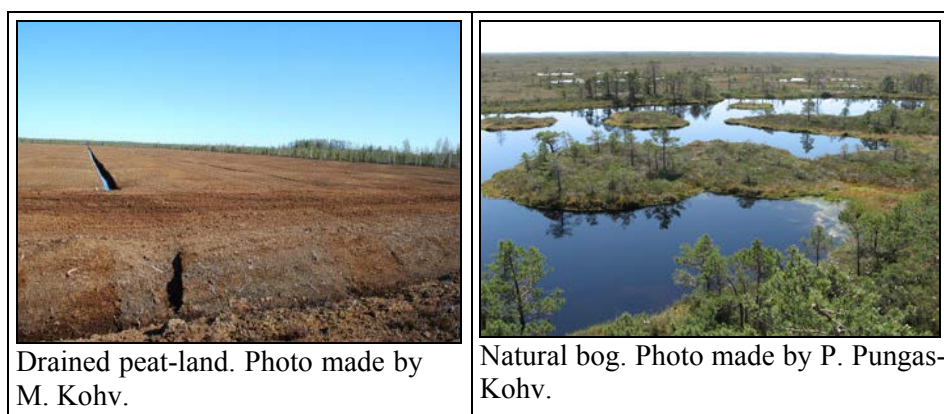 Drained peat-land. Photo made by
M. Kohv.
Natural bog. Photo made by P. Pungas-
Kohv.